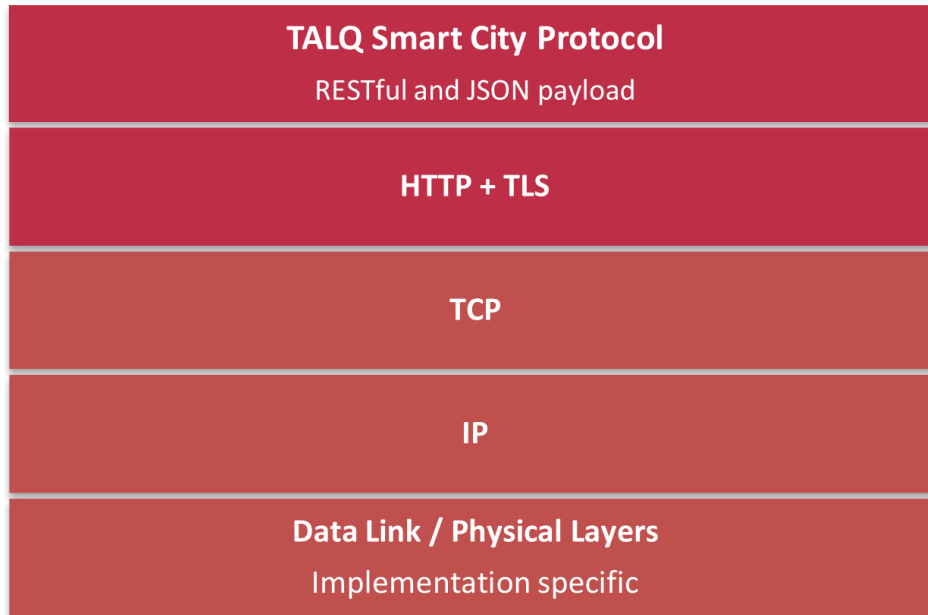 TALQ Smart City Protocol
RESTful and JSON payload
HTTP + TLS
TCP
IP
Data Link / Physical Layers
Implementation specific